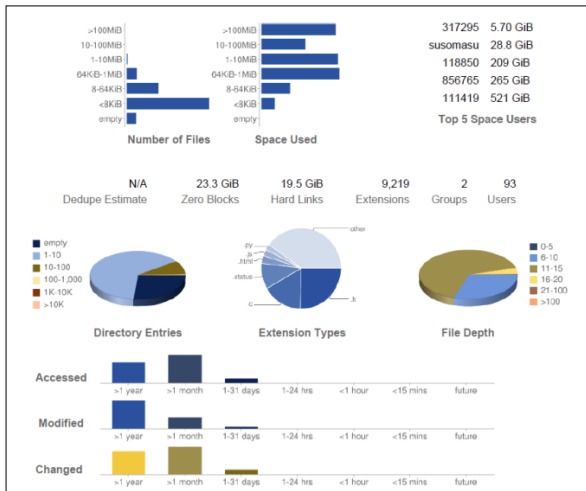 >100MiB
10-100MiB
1-10MiB
64KiB-1MiB
8-64KiB
<8KiB
empty
Number of Files
>100MiB
10-100MiB
1-10MiB
64KiB-1MiB
8-64KiB
<8KiB
empty
Space Used
317295 5.70 GiB
susomasu 28.8 GiB
118850 209 GiB
856765 265 GiB
111419 521 GiB
Top 5 Space Users
N/A 23.3 GiB 19.5 GiB 9,219 2 93
Dedupe Estimate Zero Blocks Hard Links Extensions Groups Users
empty
1-10
10-100
100-1,000
1K-10K
>10K
Directory Entries
other
.py
.html
.status
.h
Extension Types
0-5
6-10
11-15
16-20
21-100
>100
File Depth
Accessed
>1 year >1 month 1-31 days 1-24 hrs <1 hour <15 mins future
Modified
>1 year >1 month 1-31 days 1-24 hrs <1 hour <15 mins future
Changed
>1 year >1 month 1-31 days 1-24 hrs <1 hour <15 mins future